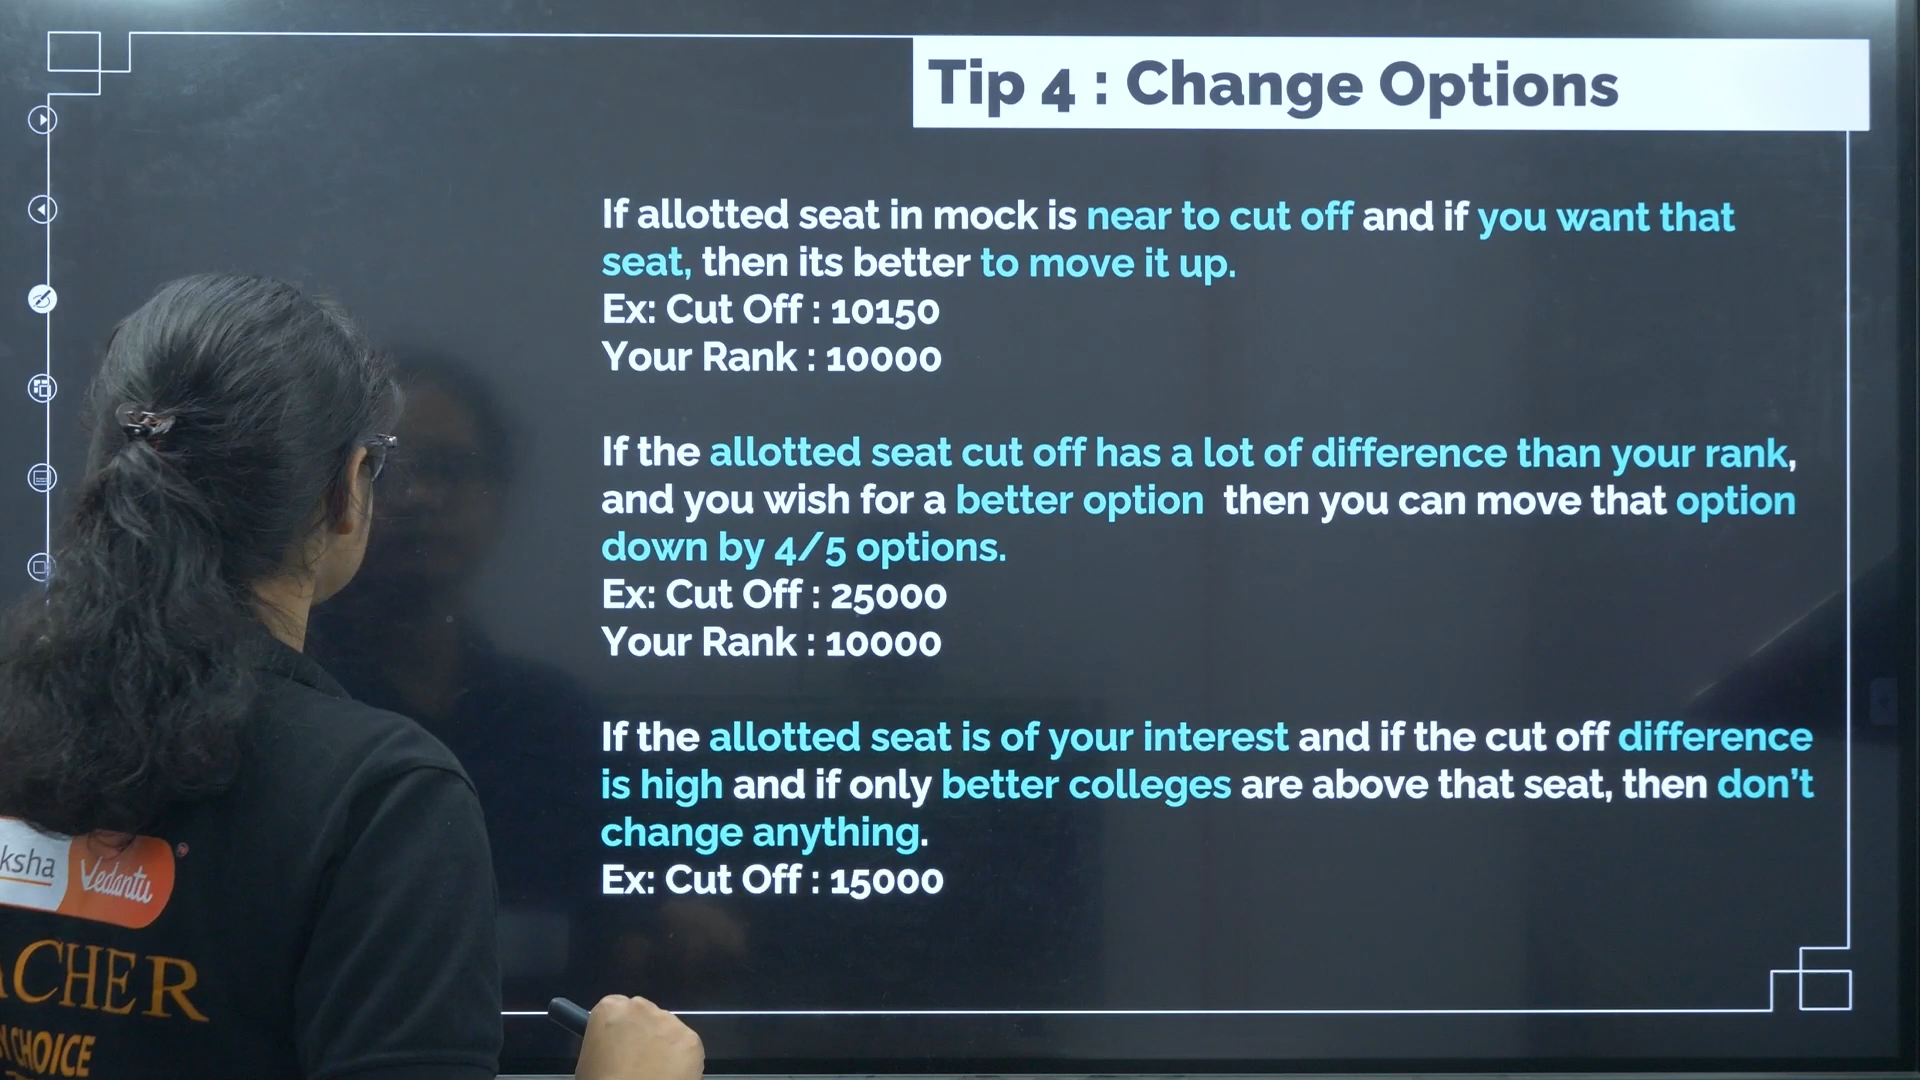 Tip 4 : Change Options
If allotted seat in mock is near to cut off and if you want that
seat, then its better to move it up.
Ex: Cut Off : 10150
Your Rank : 10000
If the allotted seat cut off has a lot of difference than your rank,
and you wish for a better option then you can move that option
down by 4/5 options.
Ex: Cut Off : 25000
Your Rank : 10000
If the allotted seat is of your interest and if the cut off difference
is high and if only better colleges are above that seat, then don't
change anything.
Ex: Cut Off : 15000
Vedantu
CHOICE